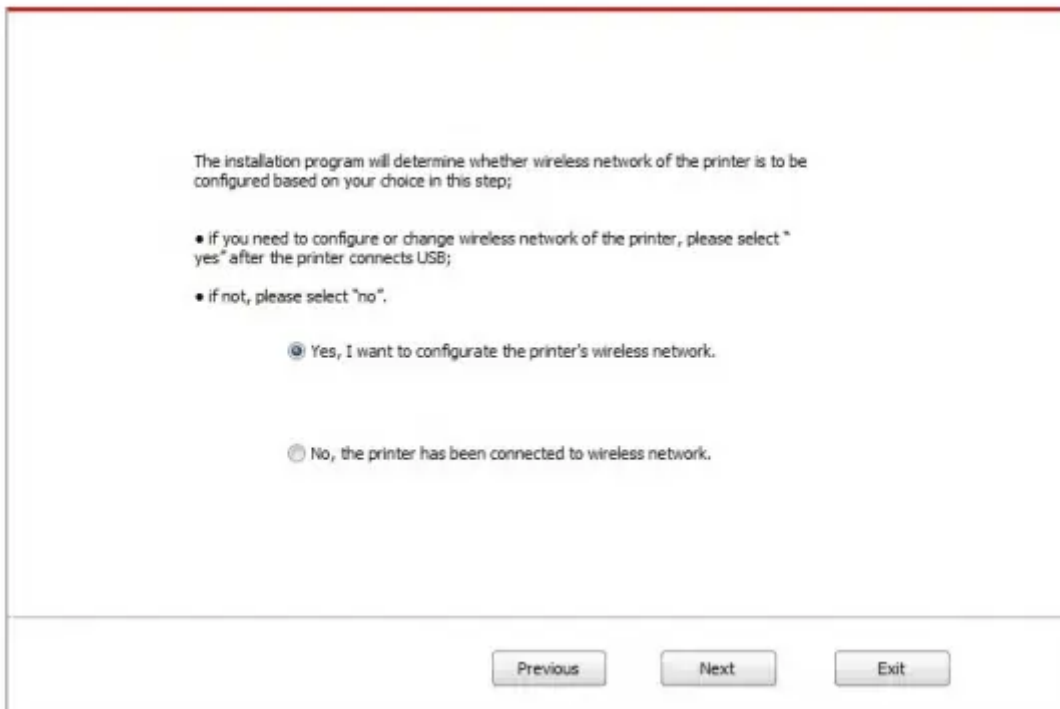 The installation program will determine whether wireless network of the printer is to be
configured based on your choice in this step;
● if you need to configure or change wireless network of the printer, please select “
yes” after the printer connects USB;
● if not, please select “no”.
Yes, I want to configurate the printer's wireless network.
No, the printer has been connected to wireless network.
Previous Next Exit